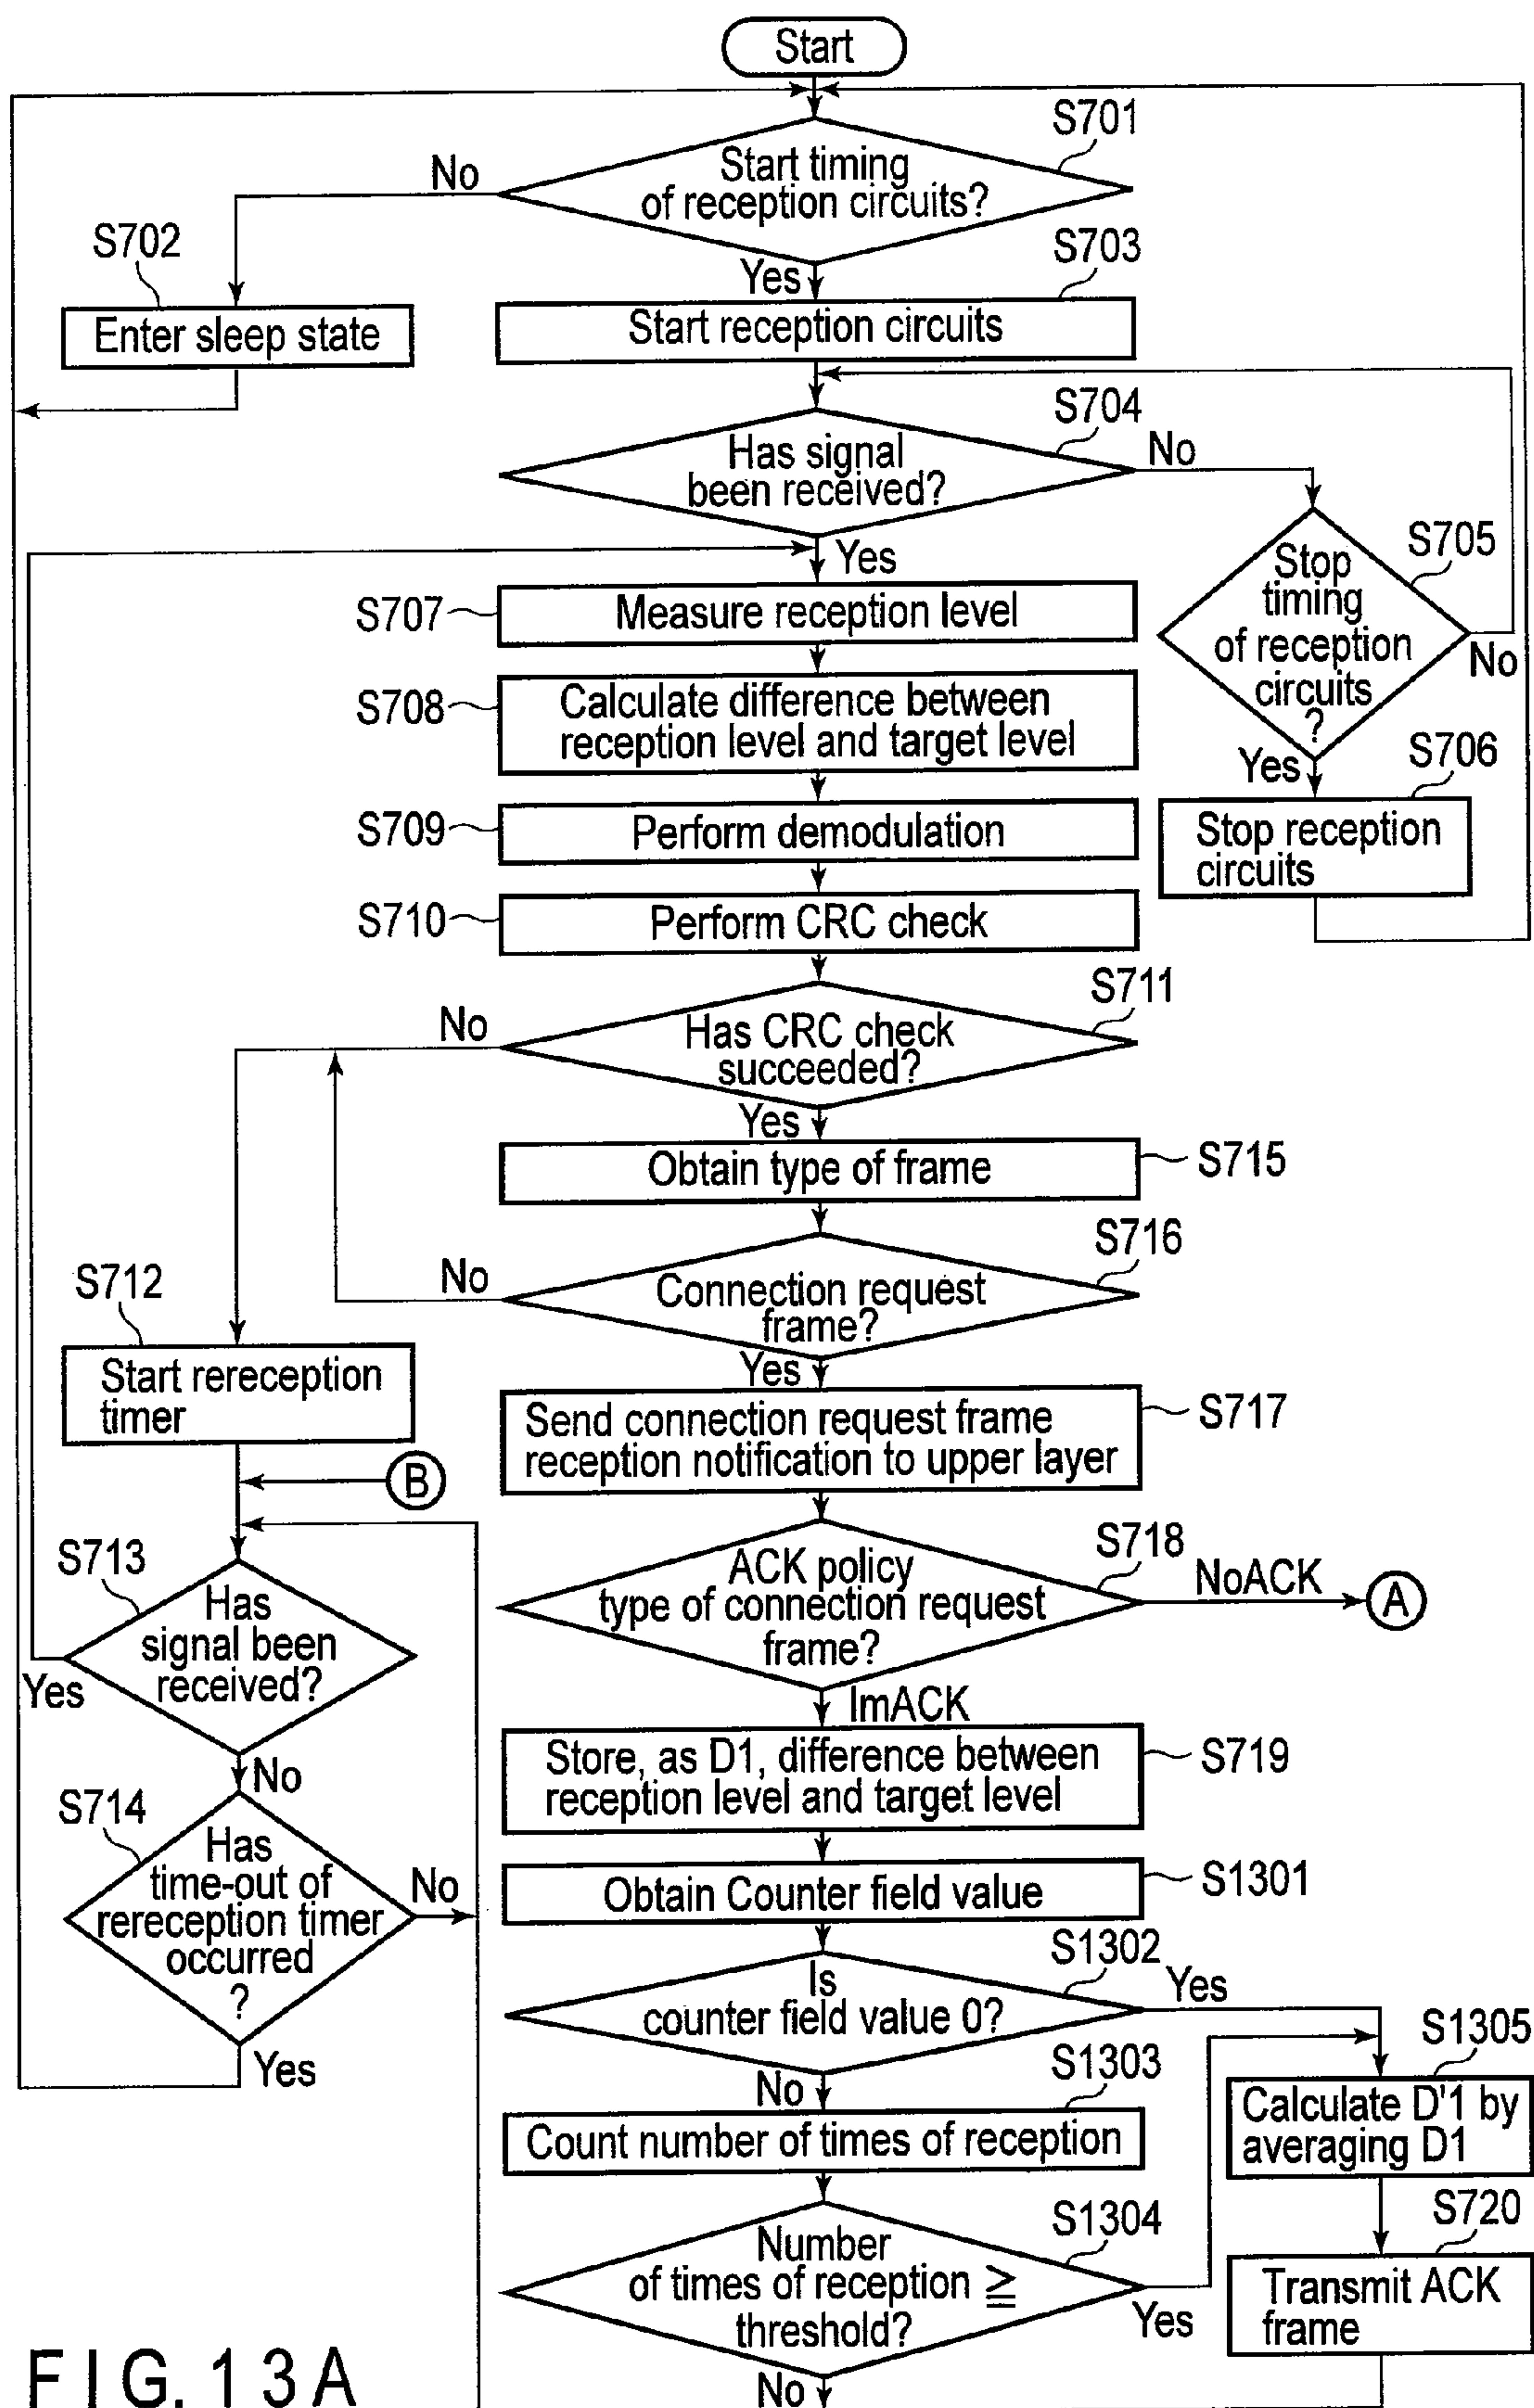 Start
S701
Start timing
of reception circuits?
No
Yes
S702
Enter sleep state
S703
Start reception circuits
S704
Has signal
been received?
No
Yes
S705
Stop
timing
of reception
circuits
?
No
Yes
S706
Stop reception
circuits
S707
Measure reception level
S708
Calculate difference between
reception level and target level
S709
Perform demodulation
S710
Perform CRC check
S711
Has CRC check
succeeded?
No
Yes
S715
Obtain type of frame
S716
Connection request
frame?
No
Yes
S712
Start rereception
timer
B
S717
Send connection request frame
reception notification to upper layer
S713
Has
signal been
received?
Yes
No
S718
ACK policy
type of connection request
frame?
NoACK
A
ImACK
S714
Has
time-out of
rereception timer
occurred
?
No
Yes
S719
Store, as D1, difference between
reception level and target level
S1301
Obtain Counter field value
S1302
Is
counter field value 0?
Yes
No
S1303
Count number of times of reception
S1305
Calculate D'1 by
averaging D1
S1304
Number
of times of reception ≧
threshold?
Yes
No
S720
Transmit ACK
frame
FIG. 13A